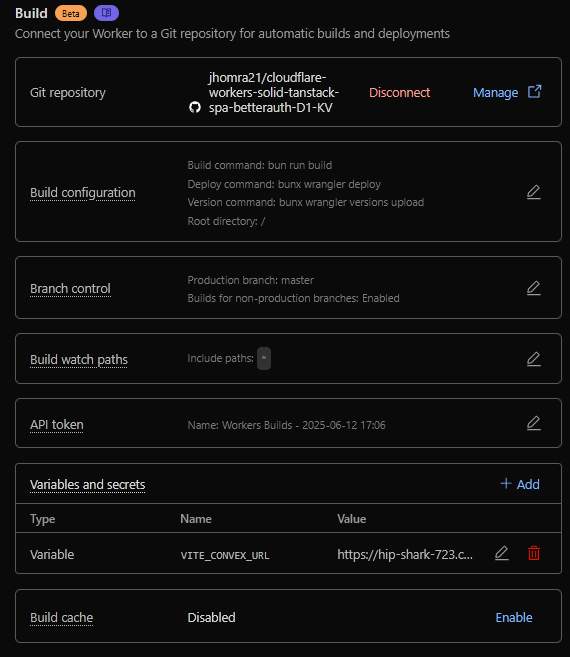 Build Beta
Connect your Worker to a Git repository for automatic builds and deployments
Git repository
jhomra21/cloudflare-
workers-solid-tanstack-
spa-betterauth-D1-KV
Disconnect
Manage
Build configuration
Build command: bun run build
Deploy command: bunx wrangler deploy
Version command: bunx wrangler versions upload
Root directory: /
Branch control
Production branch: master
Builds for non-production branches: Enabled
Build watch paths
Include paths: *
API token
Name: Workers Builds - 2025-06-12 17:06
Variables and secrets
+ Add
Type Name Value
Variable VITE_CONVEX_URL https://hip-shark-723.c...
Build cache
Disabled
Enable